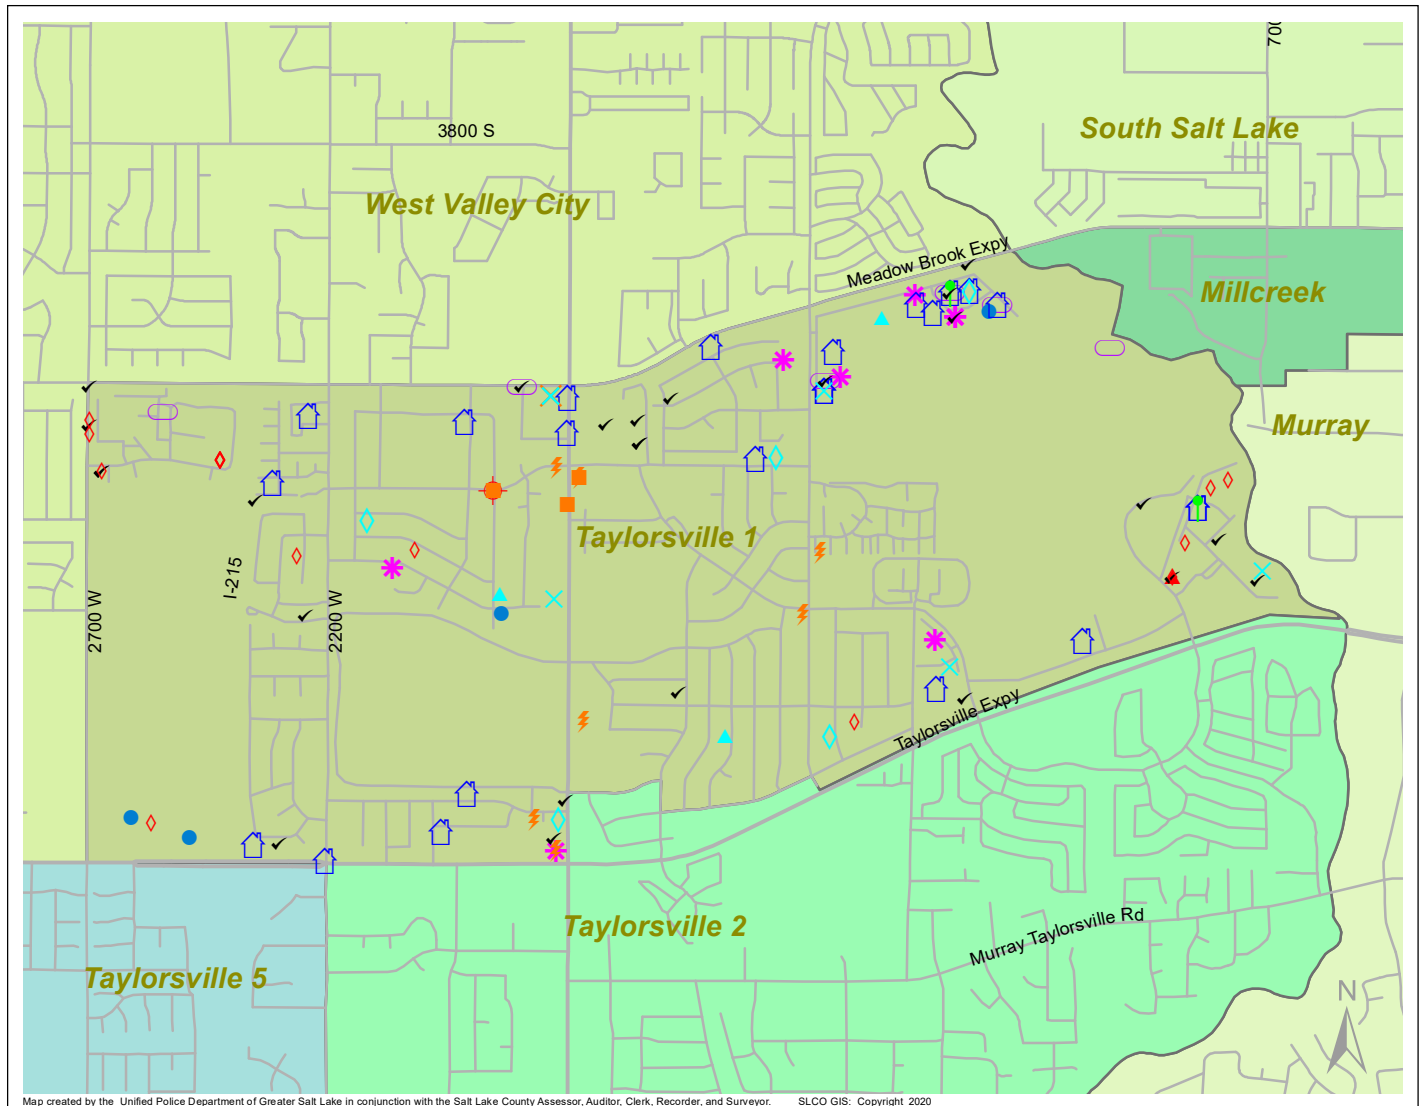 700
South Salt Lake
3800 S
West Valley City
Meadow Brook Expy
Millcreek
Murray
Taylorsville 1
I-215
2700 W
2200 W
Taylorsville Expy
Taylorsville 2
Murray Taylorsville Rd
Taylorsville 5
N
Map created by the Unified Police Department of Greater Salt Lake in conjunction with the Salt Lake County Assessor, Auditor, Clerk, Recorder, and Surveyor. SLCO GIS: Copyright 2020